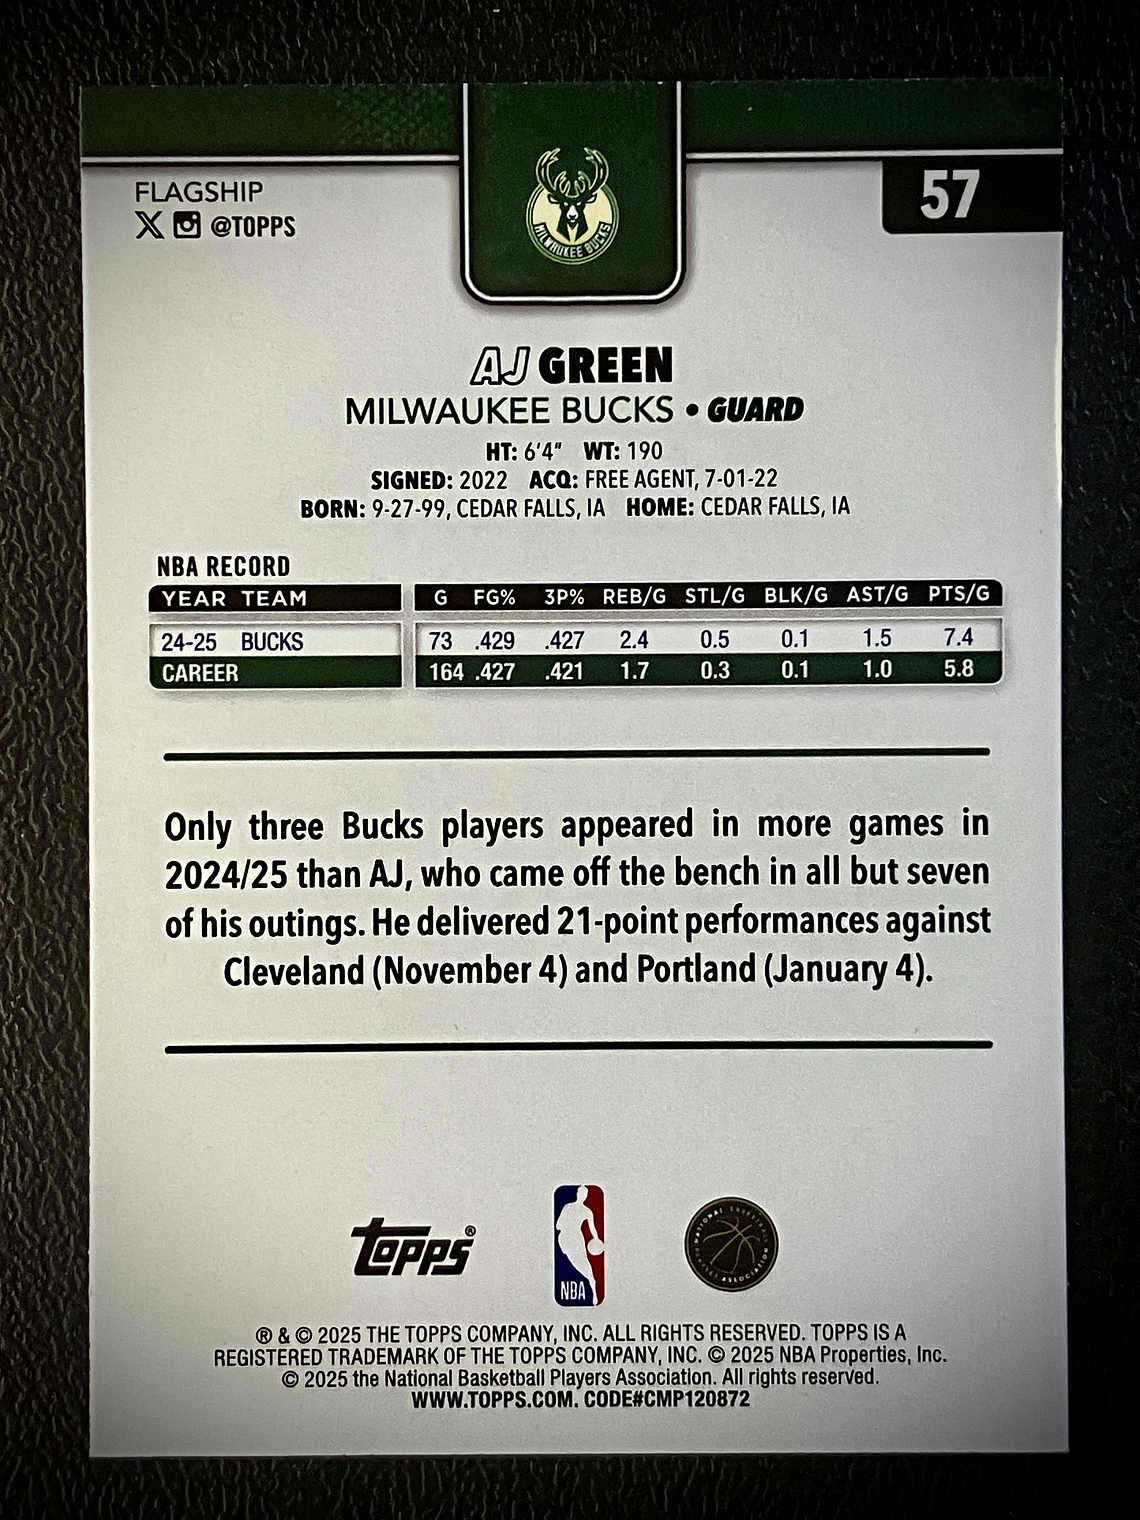 MILWAUKEE BUCKS
FLAGSHIP
@TOPPS
57
AJ GREEN
MILWAUKEE BUCKS • GUARD
HT: 6'4" WT: 190
SIGNED: 2022 ACQ: FREE AGENT, 7-01-22
BORN: 9-27-99, CEDAR FALLS, IA HOME: CEDAR FALLS, IA
NBA RECORD
YEAR TEAM G FG% 3P% REB/G STL/G BLK/G AST/G PTS/G
24-25 BUCKS 73 .429 .427 2.4 0.5 0.1 1.5 7.4
CAREER 164 .427 .421 1.7 0.3 0.1 1.0 5.8
Only three Bucks players appeared in more games in
2024/25 than AJ, who came off the bench in all but seven
of his outings. He delivered 21-point performances against
Cleveland (November 4) and Portland (January 4).
topps®
NBA
NATIONAL BASKETBALL PLAYERS ASSOCIATION
® & © 2025 THE TOPPS COMPANY, INC. ALL RIGHTS RESERVED. TOPPS IS A
REGISTERED TRADEMARK OF THE TOPPS COMPANY, INC. © 2025 NBA Properties, Inc.
© 2025 the National Basketball Players Association. All rights reserved.
WWW.TOPPS.COM. CODE#CMP120872